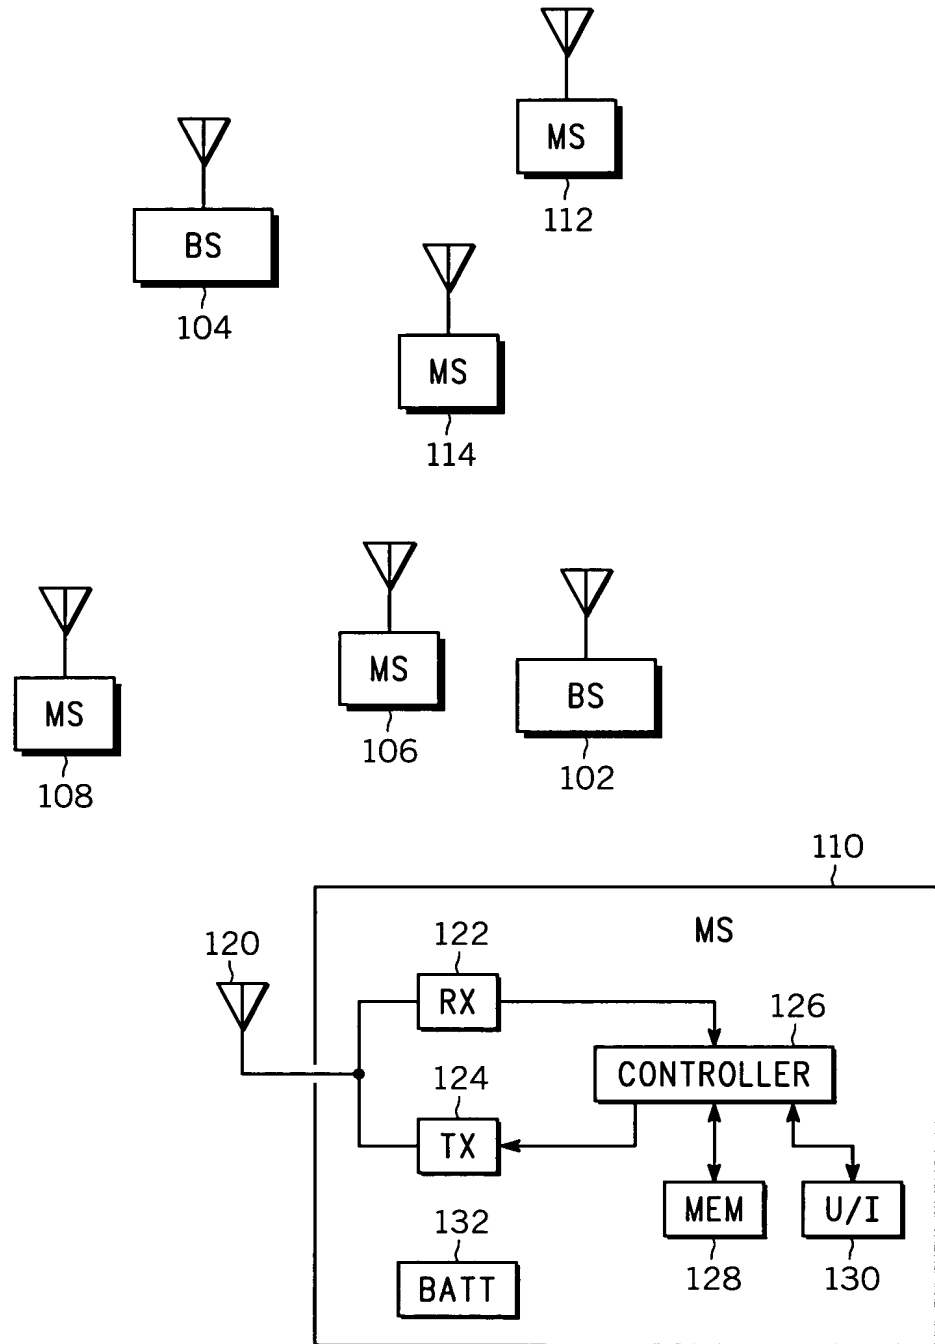 MS
112
BS
104
MS
114
MS
106
BS
102
MS
108
110
MS
120
122
RX
126
CONTROLLER
124
TX
MEM
128
U/I
130
132
BATT